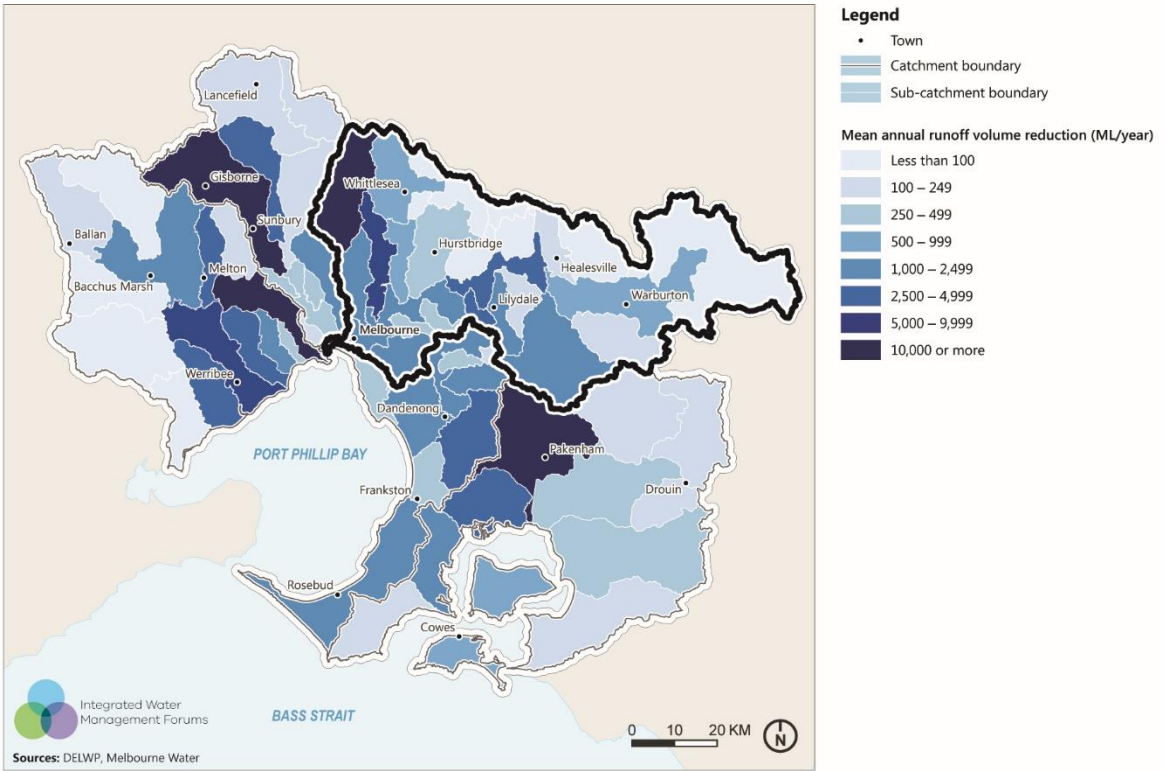 Legend
Town
Catchment boundary
Sub-catchment boundary
Mean annual runoff volume reduction (ML/year)
Less than 100
100 – 249
250 – 499
500 – 999
1,000 – 2,499
2,500 – 4,999
5,000 – 9,999
10,000 or more
Lancefield
Gisborne
Whittlesea
Sunbury
Ballan
Hurstbridge
Healesville
Melton
Bacchus Marsh
Lilydale
Warburton
Melbourne
Werribee
Dandenong
PORT PHILLIP BAY
Pakenham
Frankston
Drouin
Rosebud
Cowes
BASS STRAIT
Integrated Water
Management Forums
0 10 20 KM
N
Sources: DELWP, Melbourne Water